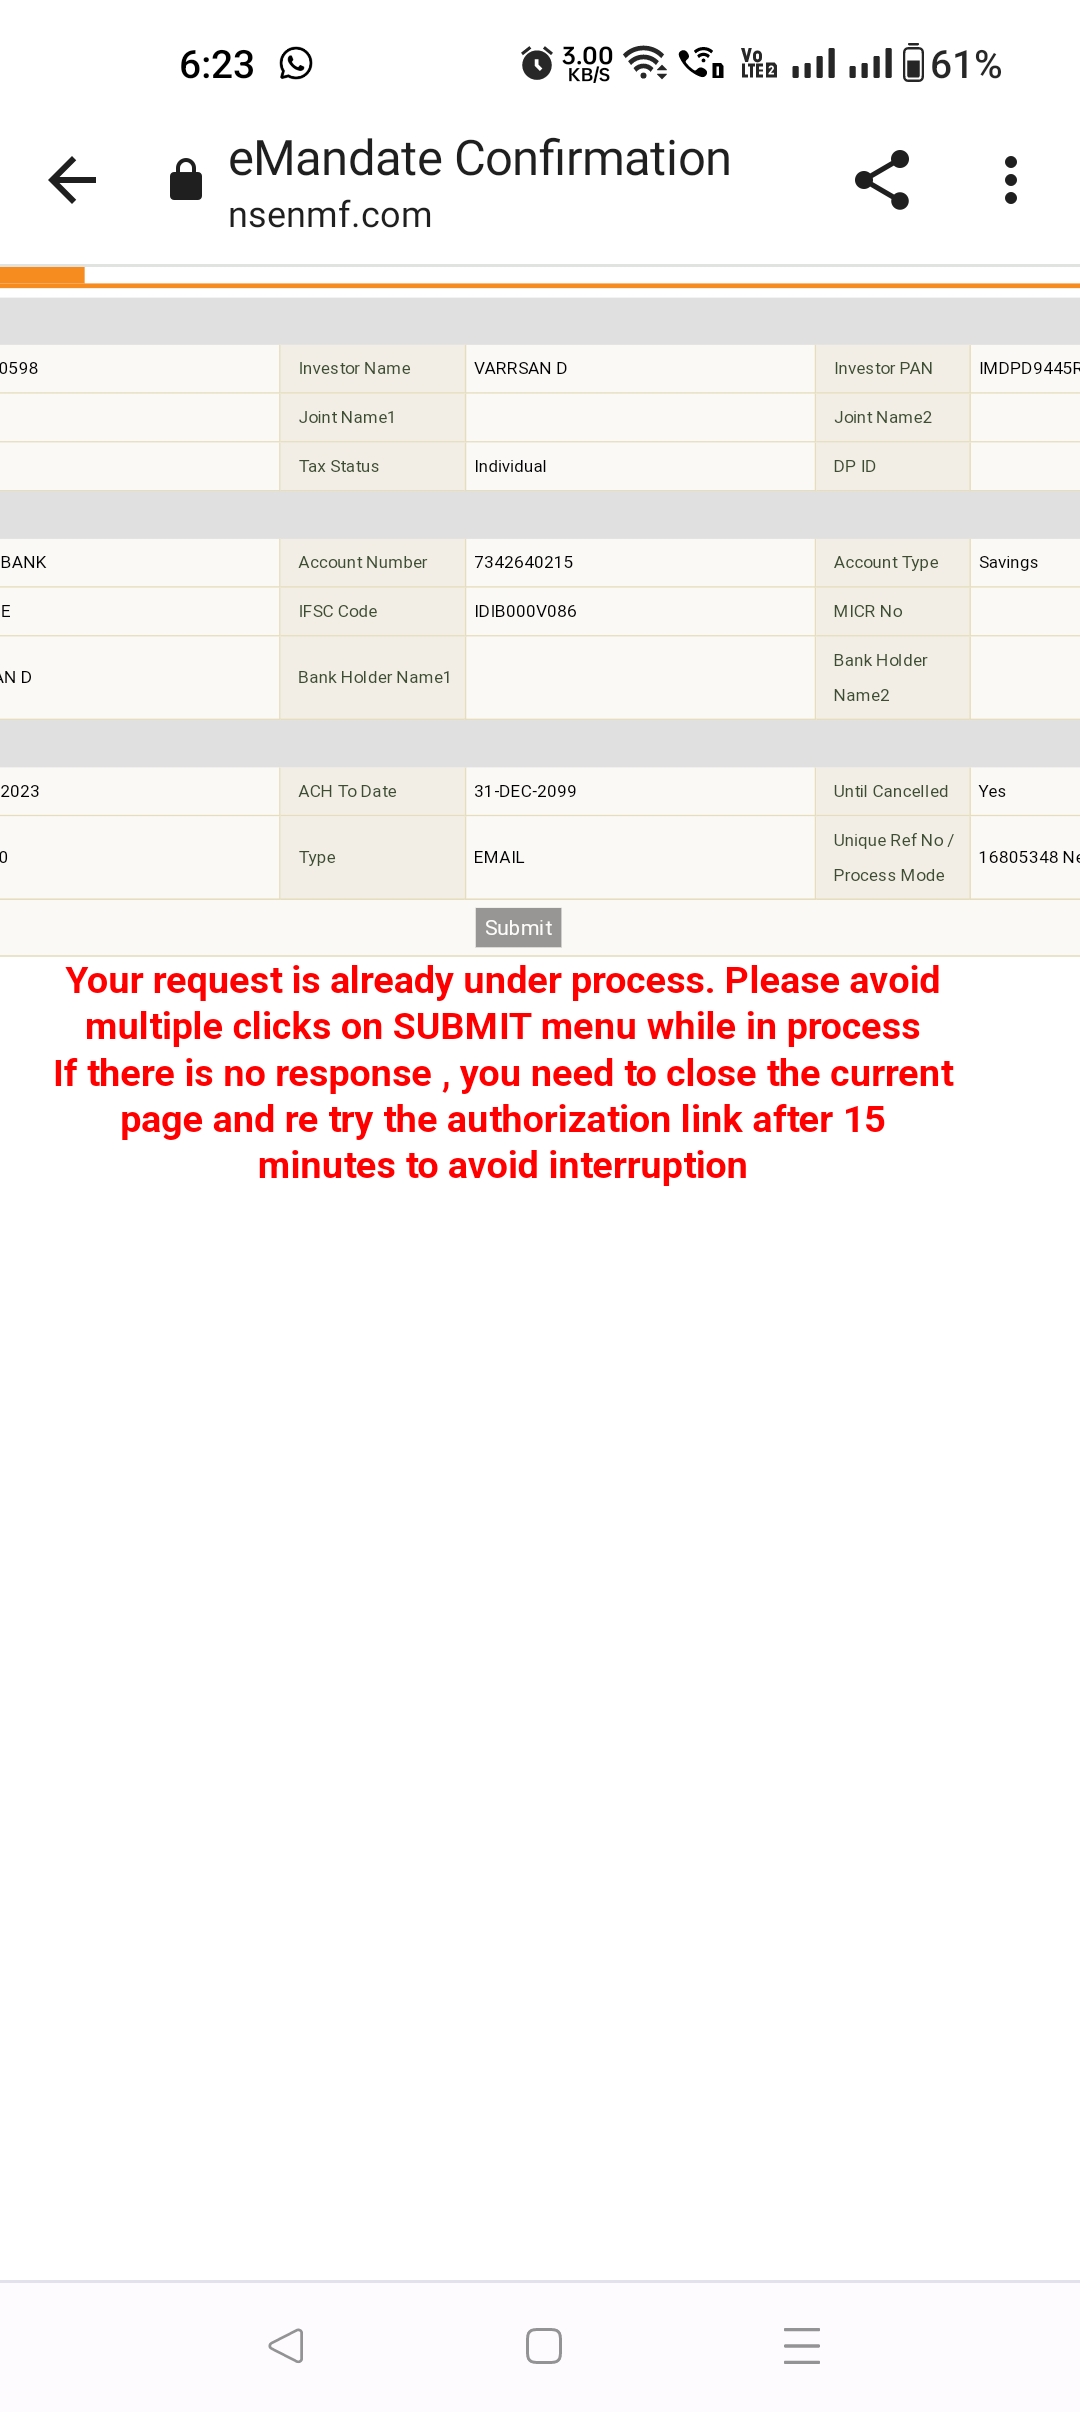 6:23
3.00
KB/S
Vo
LTE2
61%
eMandate Confirmation
nsenmf.com
0598 Investor Name VARRSAN D Investor PAN IMDPD9445R
Joint Name1 Joint Name2
Tax Status Individual DP ID
BANK Account Number 7342640215 Account Type Savings
E IFSC Code IDIB000V086 MICR No
AN D Bank Holder Name1 Bank Holder
Name2
2023 ACH To Date 31-DEC-2099 Until Cancelled Yes
0 Type EMAIL Unique Ref No /
Process Mode 16805348 Ne
Submit
Your request is already under process. Please avoid
multiple clicks on SUBMIT menu while in process
If there is no response , you need to close the current
page and re try the authorization link after 15
minutes to avoid interruption